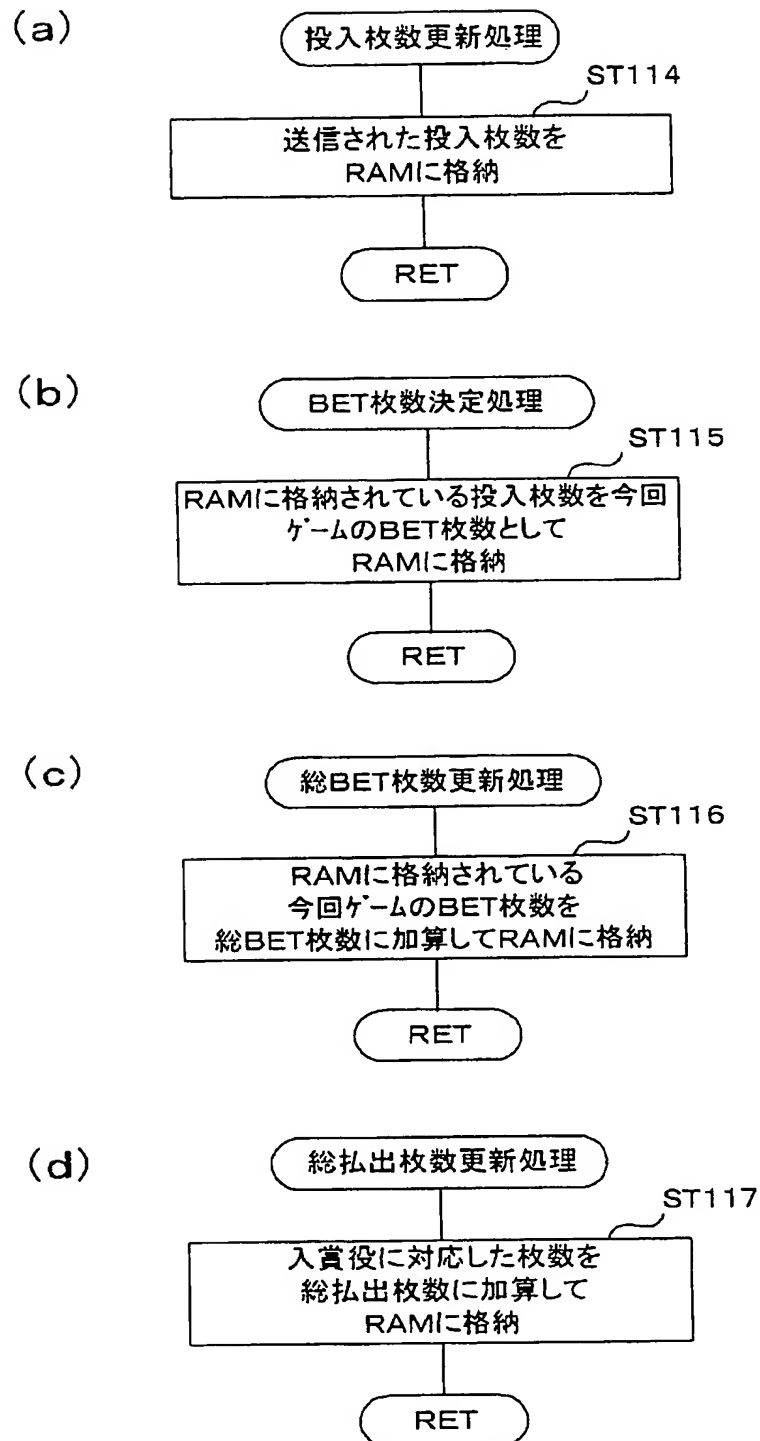 (a)
投入枚数更新処理
ST114
送信された投入枚数を
RAMに格納
RET
(b)
BET枚数決定処理
ST115
RAMに格納されている投入枚数を今回
ゲームのBET枚数として
RAMに格納
RET
(c)
総BET枚数更新処理
ST116
RAMに格納されている
今回ゲームのBET枚数を
総BET枚数に加算してRAMに格納
RET
(d)
総払出枚数更新処理
ST117
入賞役に対応した枚数を
総払出枚数に加算して
RAMに格納
RET